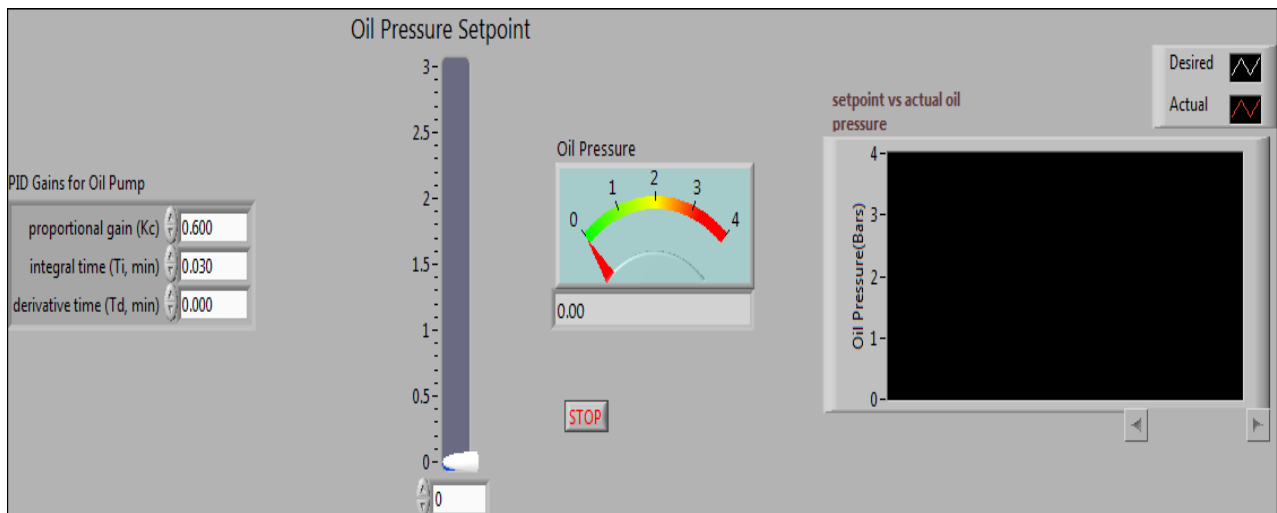 Oil Pressure Setpoint
3
2.5
2
1.5
1
0.5
0
0
PID Gains for Oil Pump
proportional gain (Kc) 0.600
integral time (Ti, min) 0.030
derivative time (Td, min) 0.000
Oil Pressure
0 1 2 3 4
0.00
STOP
Desired
Actual
setpoint vs actual oil
pressure
Oil Pressure(Bars)
4
3
2
1
0